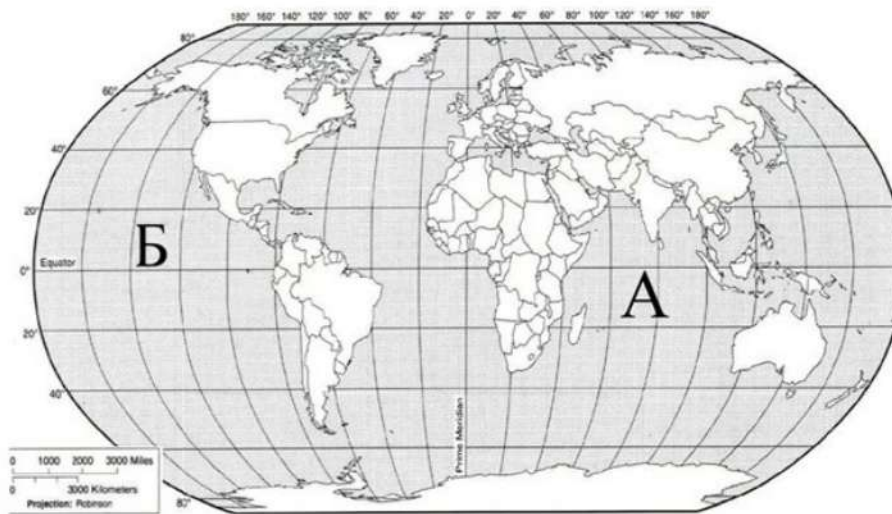 180° 160° 140° 120° 100° 80° 60° 40° 20° 0° 20° 40° 60° 80° 100° 120° 140° 160° 180°
80°
60°
40°
20°
Б
Equator
0°
А
20°
40°
Prime Meridian
0 1000 2000 3000 Miles
0 3000 Kilometers
Projection: Robinson
80°